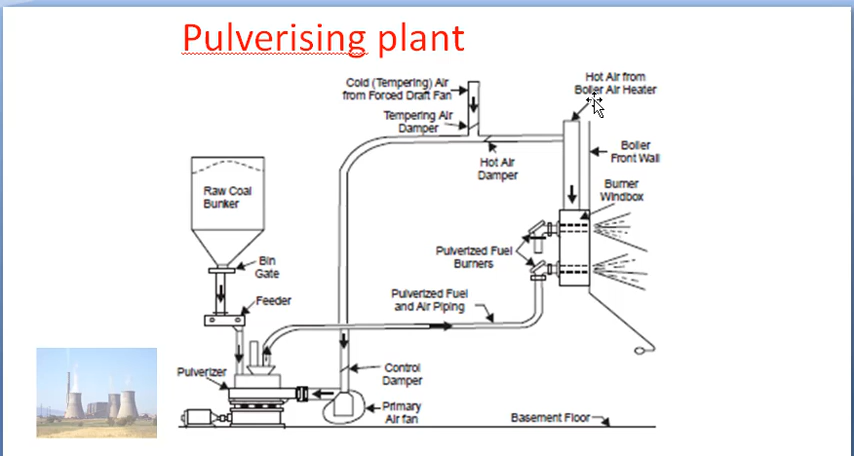 Pulverising plant
Cold (Tempering) Air
from Forced Draft Fan
Hot Air from
Boiler Air Heater
Tempering Air
Damper
Hot Air
Damper
Boiler
Front Wall
Raw Coal
Bunker
Burner
Windbox
Bin
Gate
Pulverized Fuel
Burners
Feeder
Pulverized Fuel
and Air Piping
Pulverizer
Control
Damper
Primary
Air fan
Basement Floor